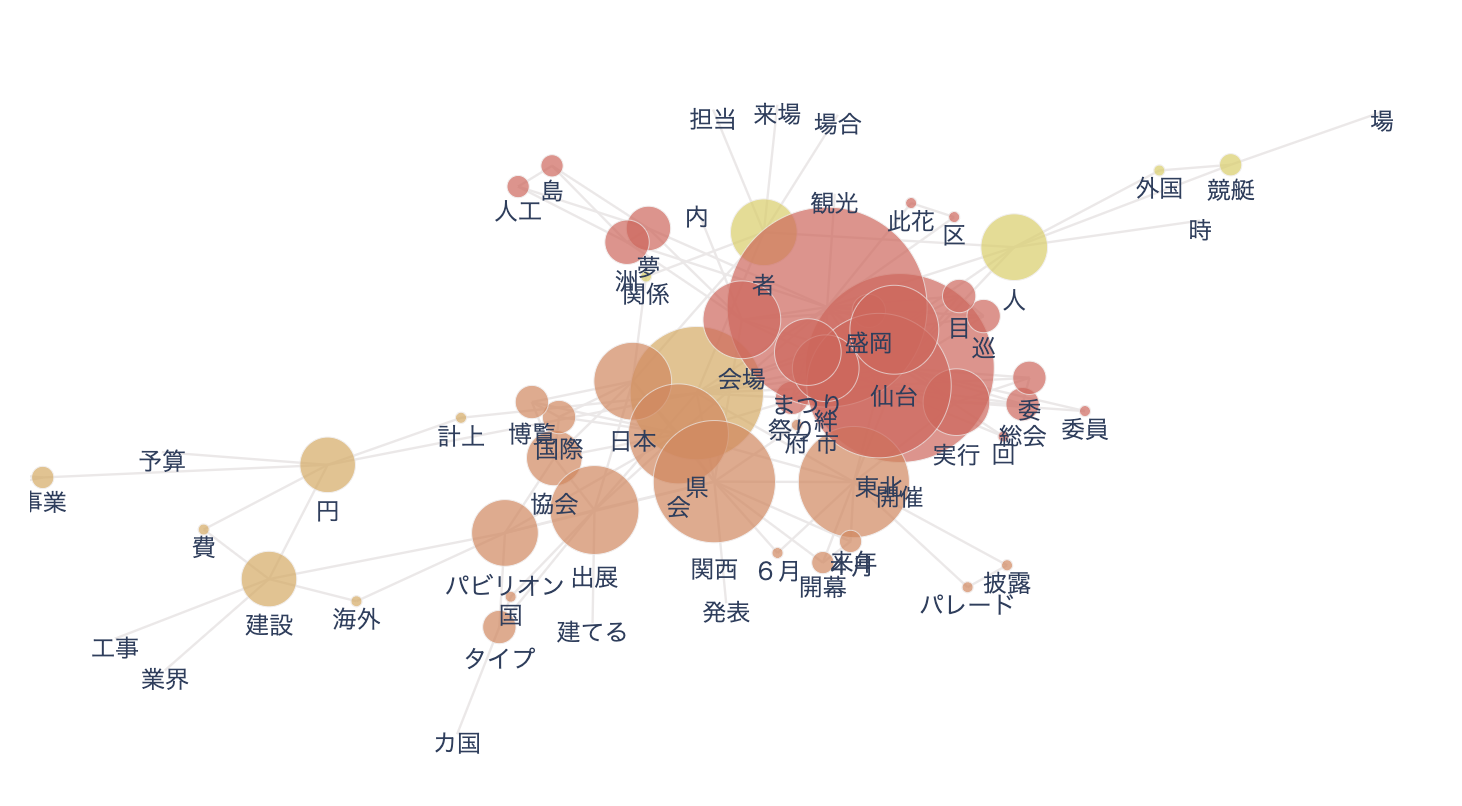 担当
来場
場合
場
島
人工
内
観光
此花
区
外国
競艇
時
夢
洲
関係
者
人
目
巡
盛岡
会場
仙台
まつり
絆
祭り
府
市
委
総会
委員
実行
回
計上
博覧
国際
日本
予算
事業
円
協会
県
会
東北
開催
費
関西
6月
来年
開幕
披露
パビリオン
出展
パレード
国
発表
建設
海外
建てる
工事
タイプ
業界
カ国